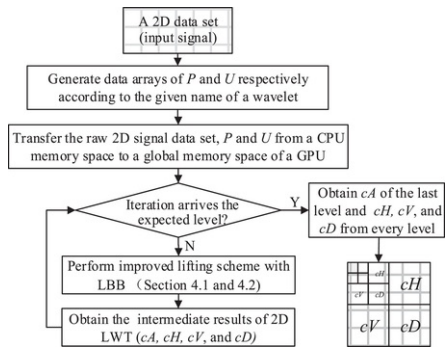 A 2D data set
(input signal)
Generate data arrays of P and U respectively
according to the given name of a wavelet
Transfer the raw 2D signal data set, P and U from a CPU
memory space to a global memory space of a GPU
Iteration arrives the
expected level?
Y
N
Obtain cA of the last
level and cH, cV, and
cD from every level
Perform improved lifting scheme with
LBB （Section 4.1 and 4.2）
Obtain the intermediate results of 2D
LWT (cA, cH, cV, and cD)
cH
cV
cD
cH
cV
cD